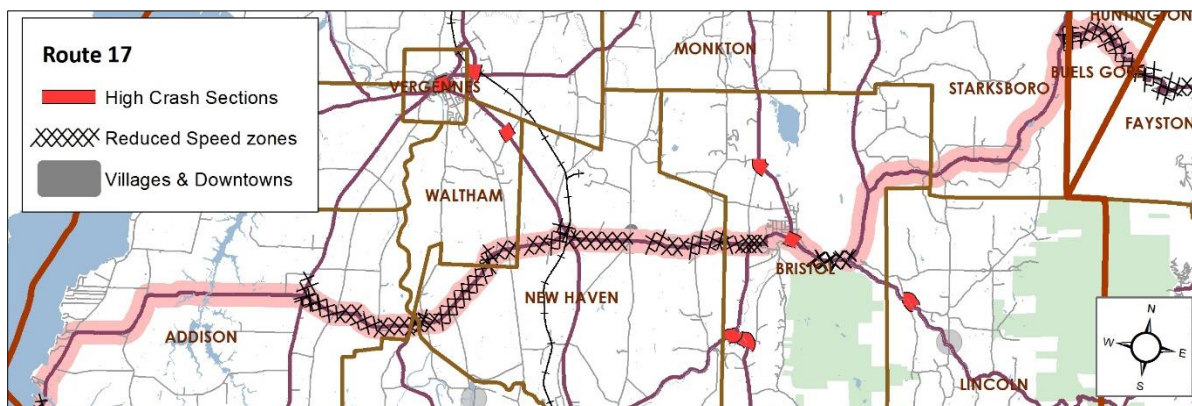 Route 17
High Crash Sections
Reduced Speed zones
Villages & Downtowns
HUNTINGTON
MONKTON
VERGENNES
BUELS GORE
STARKSBORO
FAYSTON
WALTHAM
BRISTOL
NEW HAVEN
ADDISON
LINCOLN
N
W
E
S